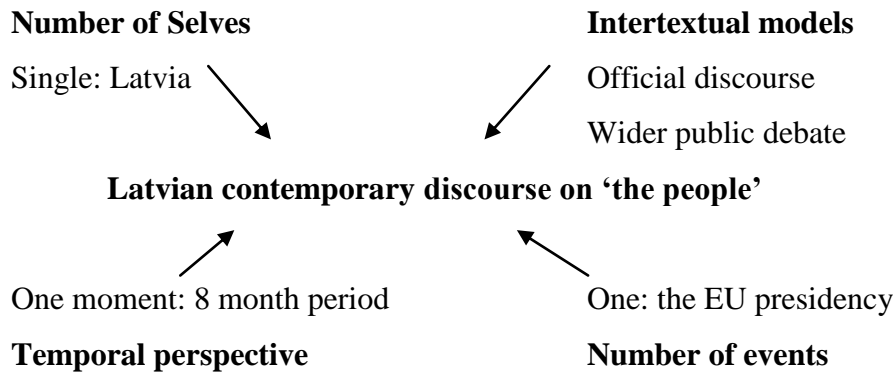 Number of Selves
Single: Latvia
Intertextual models
Official discourse
Wider public debate
Latvian contemporary discourse on ‘the people’
One moment: 8 month period
Temporal perspective
One: the EU presidency
Number of events